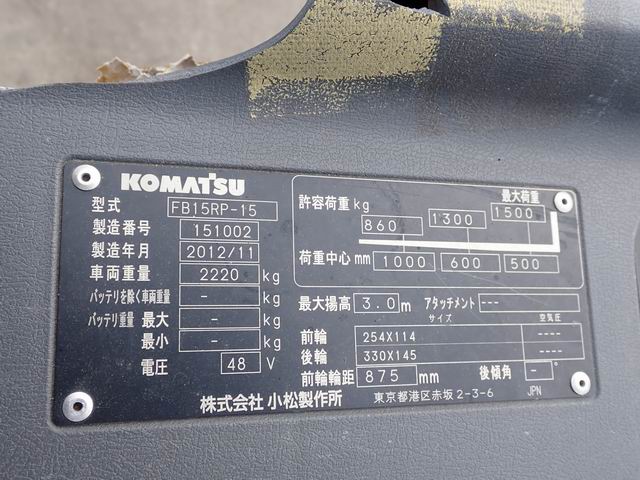 KOMATSU
型式 FB15RP-15
製造番号 151002
製造年月 2012/11
車両重量 2220 kg
バッテリを除く車両重量 - kg
バッテリ重量 最大 - kg
最小 - kg
電圧 48 V
最大荷重
許容荷重 kg 860 1300 1500
荷重中心 mm 1000 600 500
最大揚高 3.0 m アタッチメント ---
サイズ 空気圧
前輪 254X114 ----
後輪 330X145 ----
前輪輪距 875 mm 後傾角 - °
株式会社 小松製作所 東京都港区赤坂 2-3-6 JPN